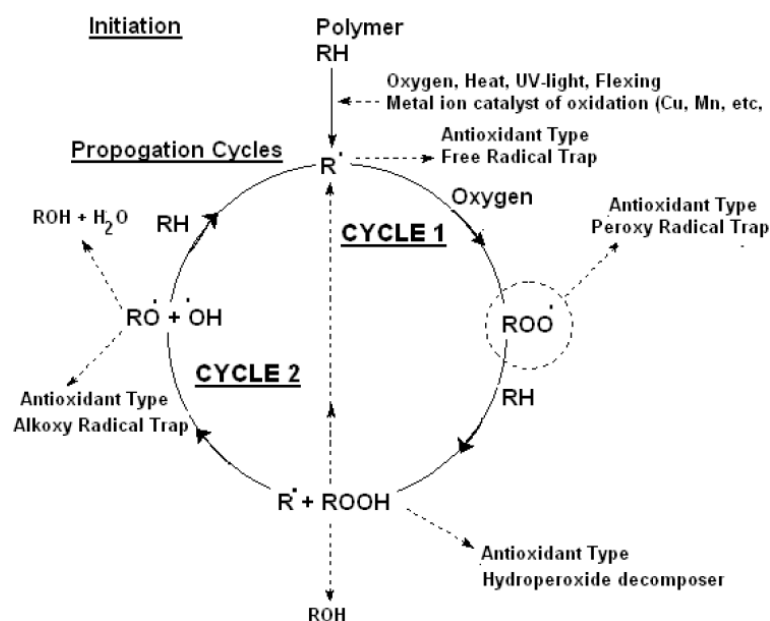 Initiation
Polymer
RH
Oxygen, Heat, UV-light, Flexing
Metal ion catalyst of oxidation (Cu, Mn, etc,
Propogation Cycles
R˙
Antioxidant Type
Free Radical Trap
Oxygen
Antioxidant Type
Peroxy Radical Trap
ROH + H₂O
RH
CYCLE 1
RO˙ + ˙OH
ROO˙
CYCLE 2
Antioxidant Type
Alkoxy Radical Trap
RH
R˙ + ROOH
Antioxidant Type
Hydroperoxide decomposer
ROH